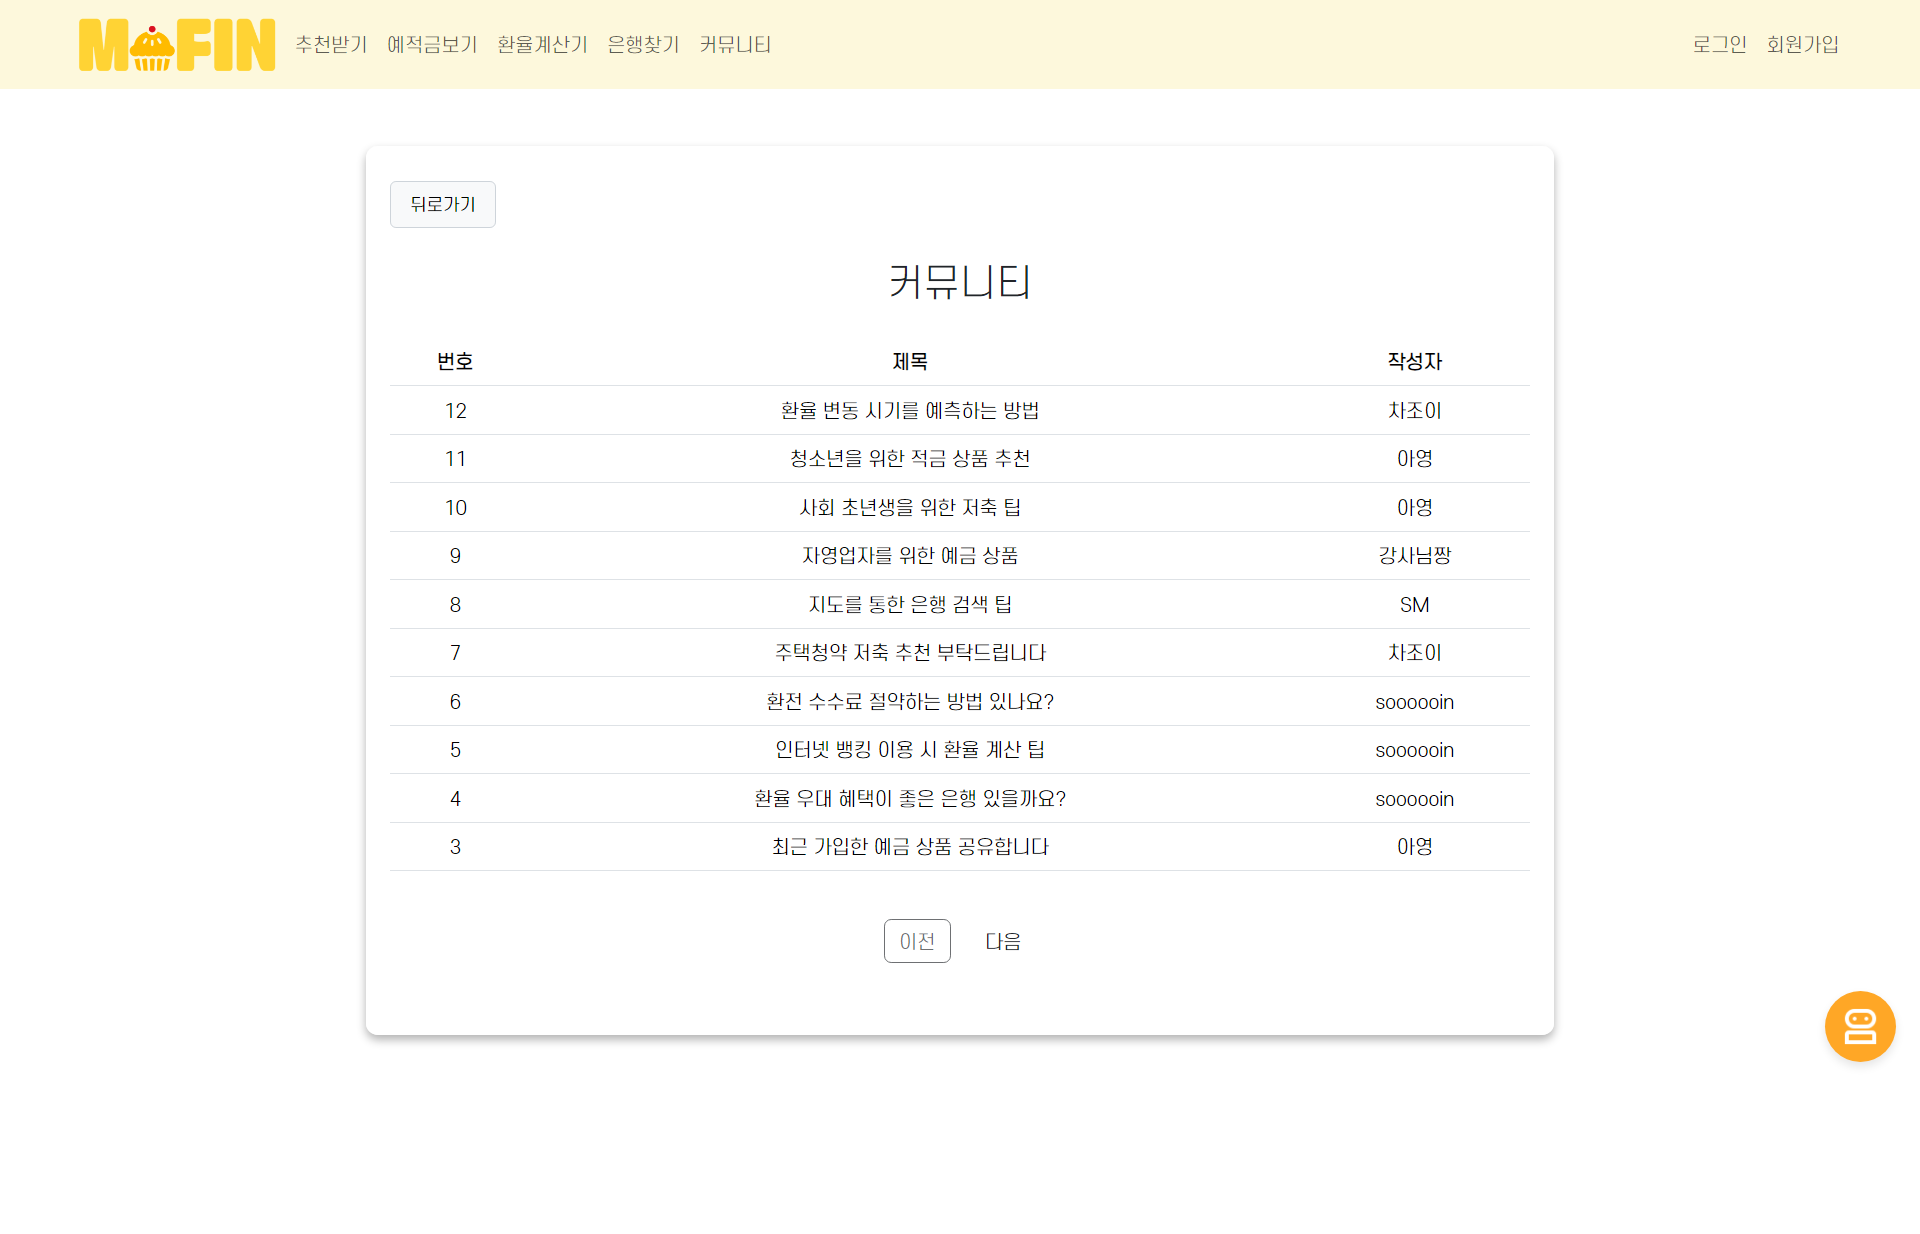 MOFIN 추천받기 예적금보기 환율계산기 은행찾기 커뮤니티 로그인 회원가입
뒤로가기
커뮤니티
번호 제목 작성자
12 환율 변동 시기를 예측하는 방법 차조이
11 청소년을 위한 적금 상품 추천 아영
10 사회 초년생을 위한 저축 팁 아영
9 자영업자를 위한 예금 상품 강사님짱
8 지도를 통한 은행 검색 팁 SM
7 주택청약 저축 추천 부탁드립니다 차조이
6 환전 수수료 절약하는 방법 있나요? soooooin
5 인터넷 뱅킹 이용 시 환율 계산 팁 soooooin
4 환율 우대 혜택이 좋은 은행 있을까요? soooooin
3 최근 가입한 예금 상품 공유합니다 아영
이전 다음